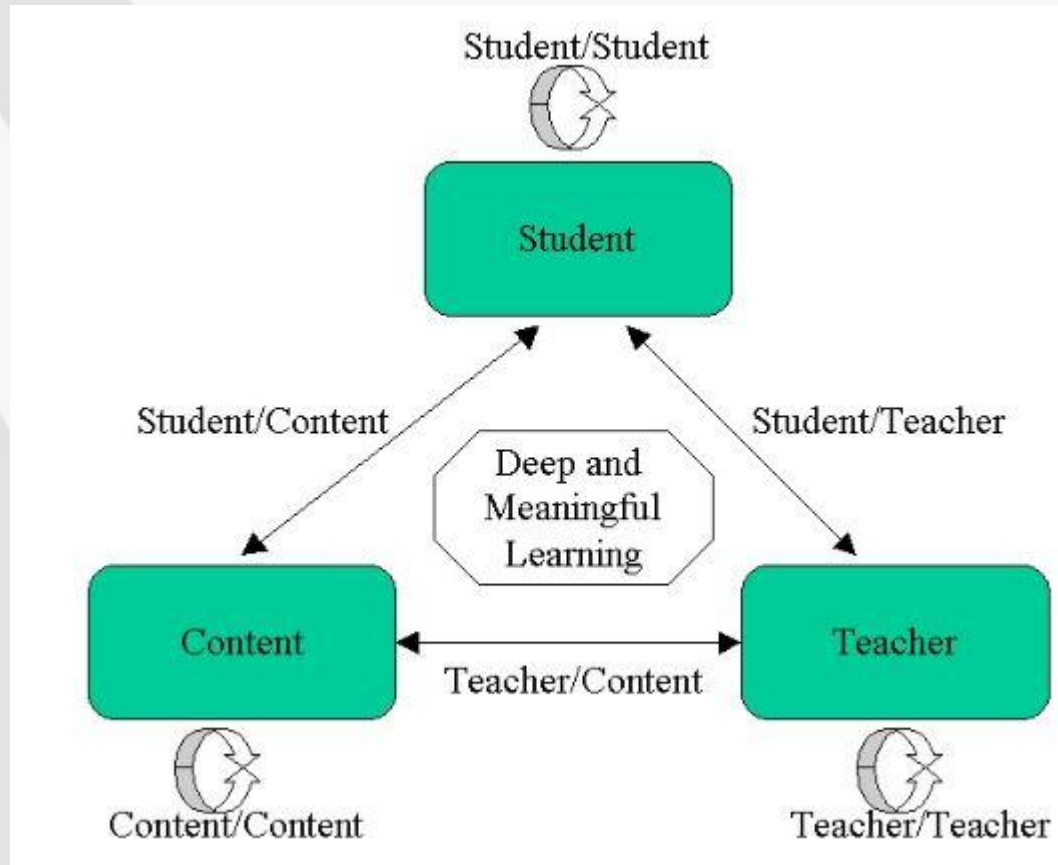 Student/Student
Student
Student/Content
Student/Teacher
Deep and
Meaningful
Learning
Content
Teacher
Teacher/Content
Content/Content
Teacher/Teacher